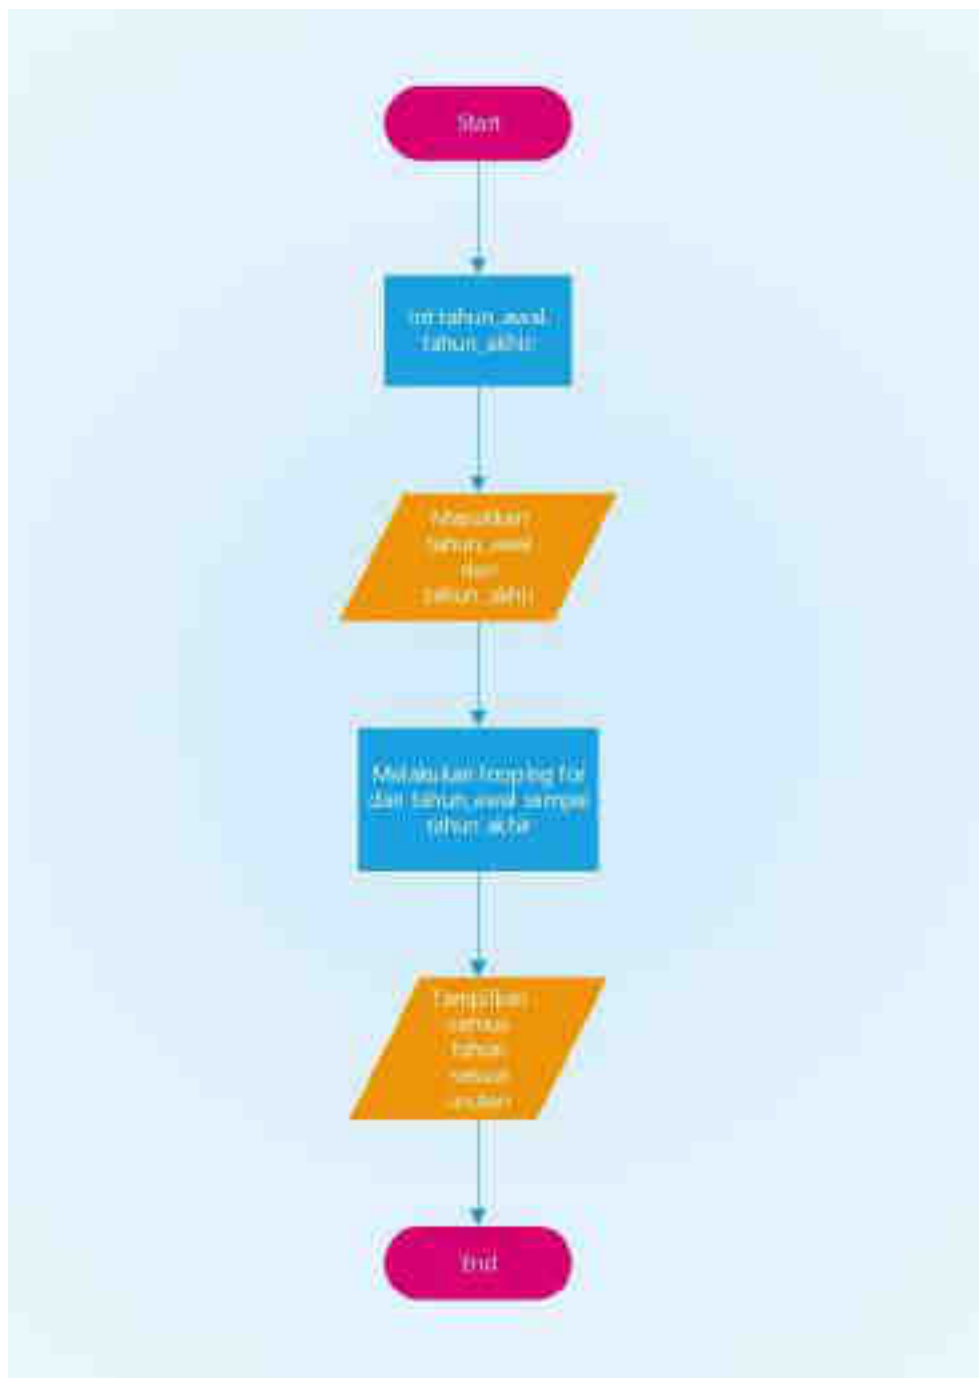 Start
Int tahun_awal,
tahun_akhir
Masukkan
tahun_awal
dan
tahun_akhir
Melakukan looping for
dari tahun_awal sampai
tahun_akhir
Tampilkan
semua
tahun
sesuai
urutan
End